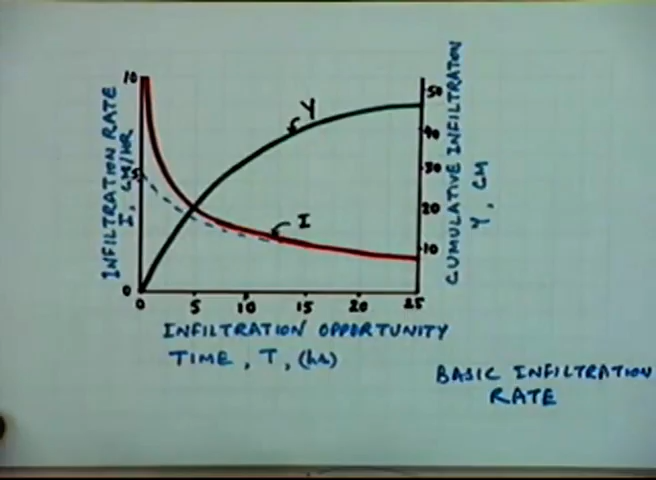 10
5
0
INFILTRATION RATE
I, CM/HR
Y
I
50
40
30
20
10
CUMULATIVE INFILTRATION
Y, CM
0 5 10 15 20 25
INFILTRATION OPPORTUNITY
TIME, T, (hr)
BASIC INFILTRATION
RATE